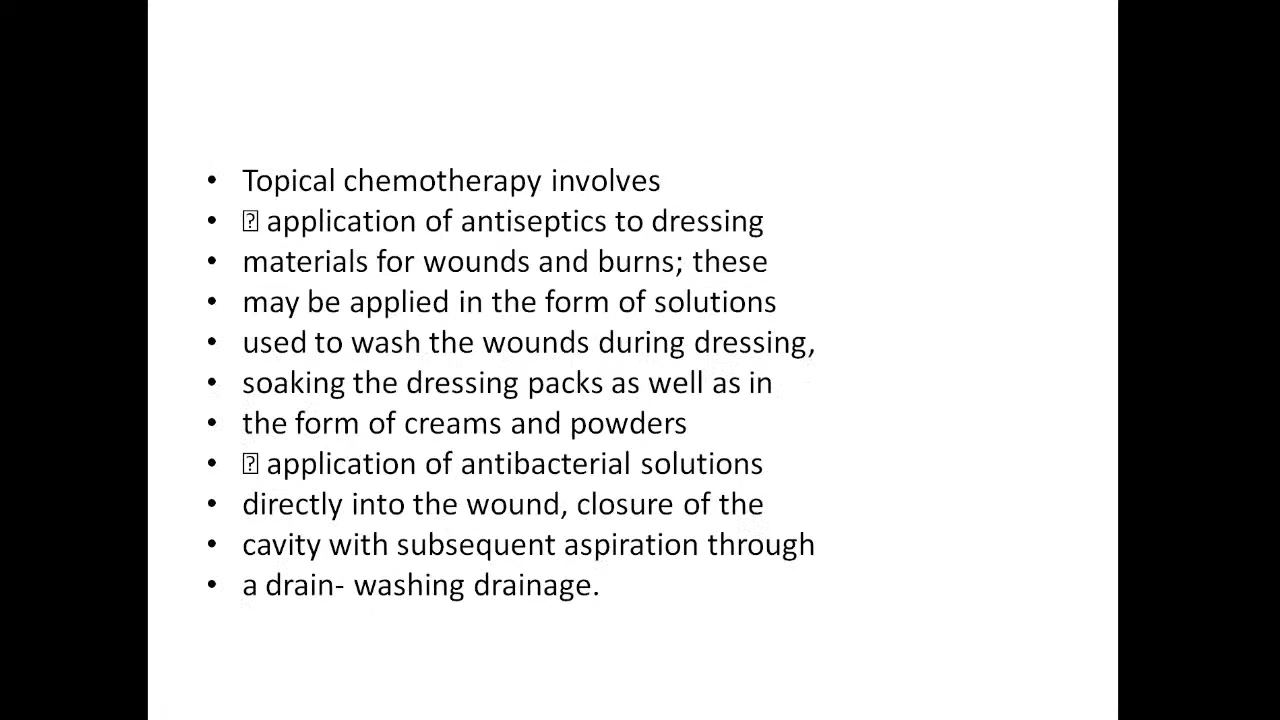 • Topical chemotherapy involves
• ⍰ application of antiseptics to dressing
• materials for wounds and burns; these
• may be applied in the form of solutions
• used to wash the wounds during dressing,
• soaking the dressing packs as well as in
• the form of creams and powders
• ⍰ application of antibacterial solutions
• directly into the wound, closure of the
• cavity with subsequent aspiration through
• a drain- washing drainage.